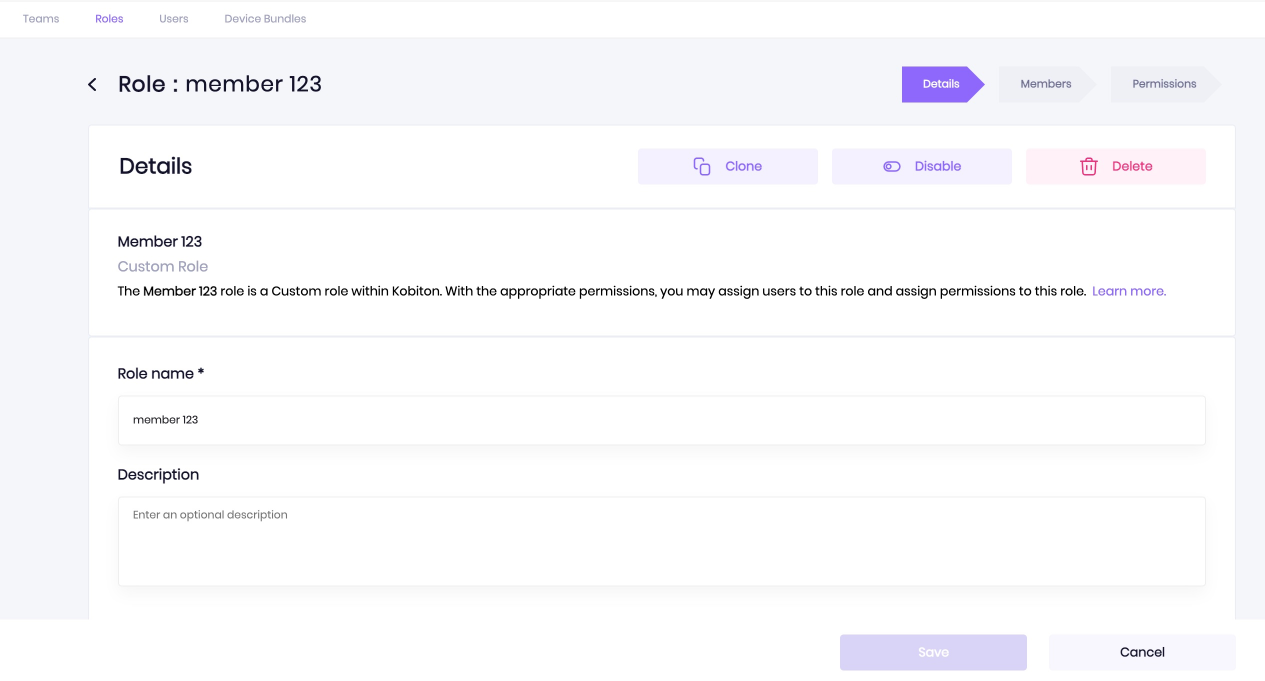 Teams Roles Users Device Bundles
Role : member 123
Details Members Permissions
Details
Clone Disable Delete
Member 123
Custom Role
The Member 123 role is a Custom role within Kobiton. With the appropriate permissions, you may assign users to this role and assign permissions to this role. Learn more.
Role name *
member 123
Description
Enter an optional description
Save Cancel